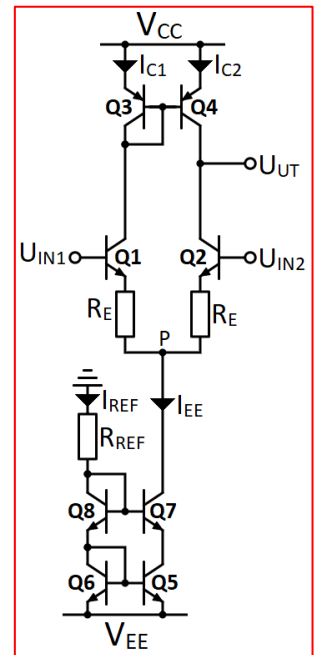 VCC
IC1 IC2
Q3 Q4
UUT
UIN1 Q1 Q2 UIN2
RE RE
P
IREF IEE
RREF
Q8 Q7
Q6 Q5
VEE